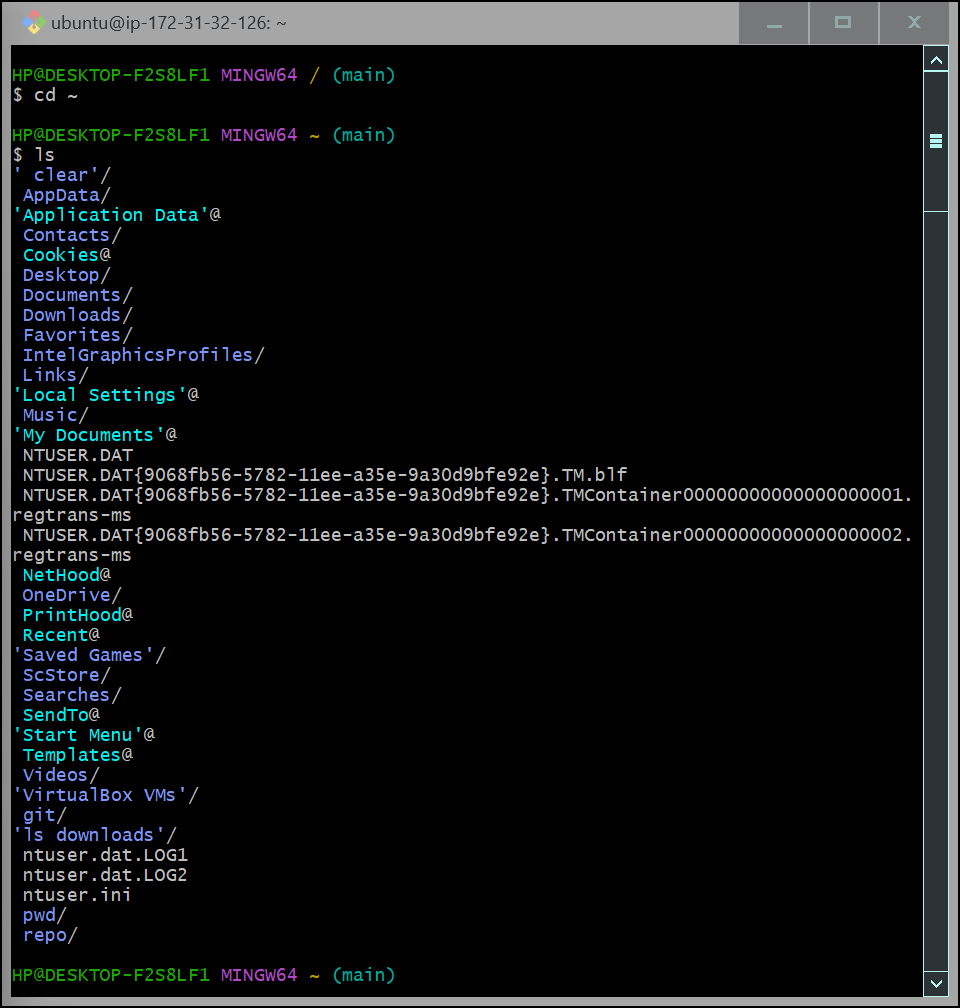 ubuntu@ip-172-31-32-126: ~
HP@DESKTOP-F2S8LF1 MINGW64 / (main)
$ cd ~
HP@DESKTOP-F2S8LF1 MINGW64 ~ (main)
$ ls
' clear'/
AppData/
'Application Data'@
Contacts/
Cookies@
Desktop/
Documents/
Downloads/
Favorites/
IntelGraphicsProfiles/
Links/
'Local Settings'@
Music/
'My Documents'@
NTUSER.DAT
NTUSER.DAT{9068fb56-5782-11ee-a35e-9a30d9bfe92e}.TM.blf
NTUSER.DAT{9068fb56-5782-11ee-a35e-9a30d9bfe92e}.TMContainer00000000000000000001.
regtrans-ms
NTUSER.DAT{9068fb56-5782-11ee-a35e-9a30d9bfe92e}.TMContainer00000000000000000002.
regtrans-ms
NetHood@
OneDrive/
PrintHood@
Recent@
'Saved Games'/
ScStore/
Searches/
SendTo@
'Start Menu'@
Templates@
Videos/
'VirtualBox VMs'/
git/
'ls downloads'/
ntuser.dat.LOG1
ntuser.dat.LOG2
ntuser.ini
pwd/
repo/
HP@DESKTOP-F2S8LF1 MINGW64 ~ (main)